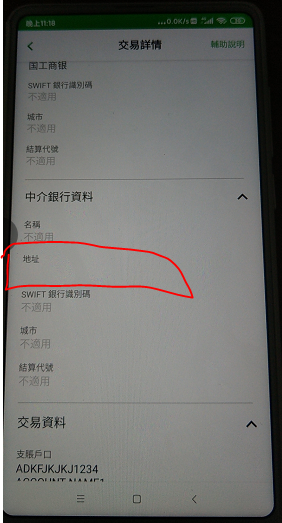 晚上11:18
...0.0K/s
交易詳情
輔助說明
国工商银
SWIFT 銀行識別碼
不適用
城市
不適用
結算代號
不適用
中介銀行資料
名稱
不適用
地址
SWIFT 銀行識別碼
不適用
城市
不適用
結算代號
不適用
交易資料
支賬戶口
ADKFJKJKJ1234
ACCOUNT NAME1